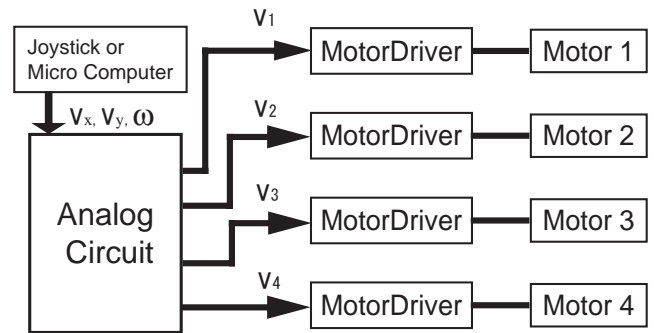 Joystick or
Micro Computer
Vx, Vy, ω
Analog
Circuit
V1
MotorDriver
Motor 1
V2
MotorDriver
Motor 2
V3
MotorDriver
Motor 3
V4
MotorDriver
Motor 4